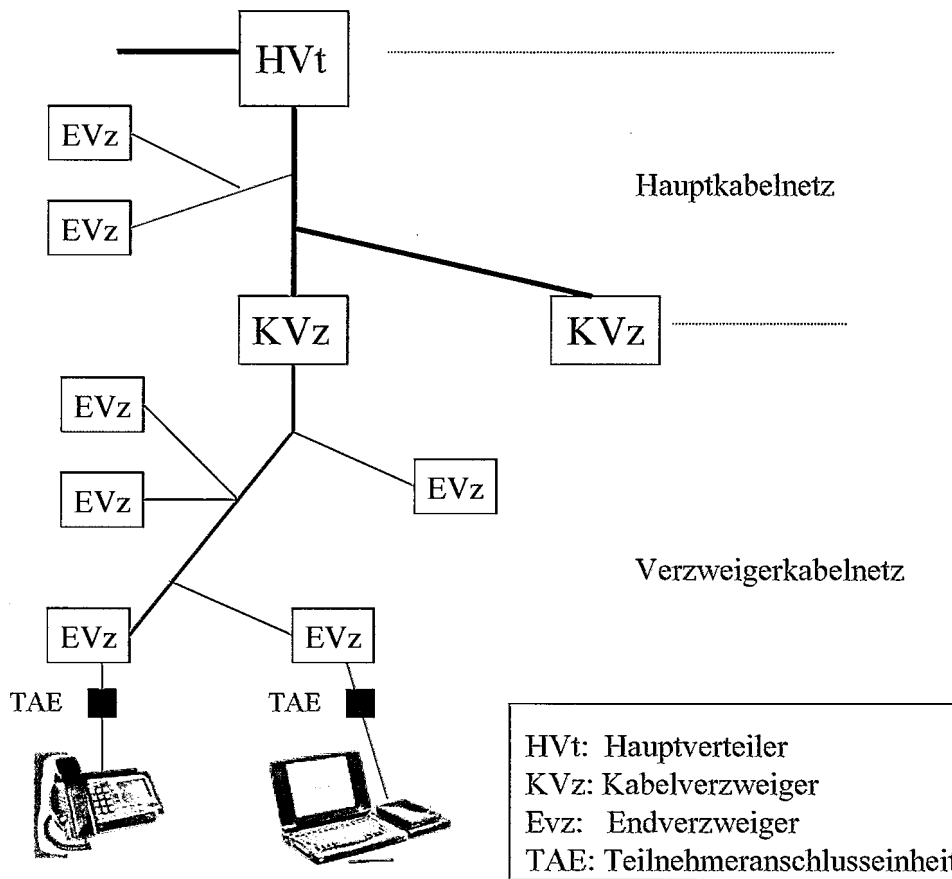 HVt
EVz
Hauptkabelnetz
EVz
KVz
KVz
EVz
EVz
EVz
Verzweigerkabelnetz
EVz
EVz
TAE
TAE
HVt: Hauptverteiler
KVz: Kabelverzweiger
Evz: Endverzweiger
TAE: Teilnehmeranschlusseinheit